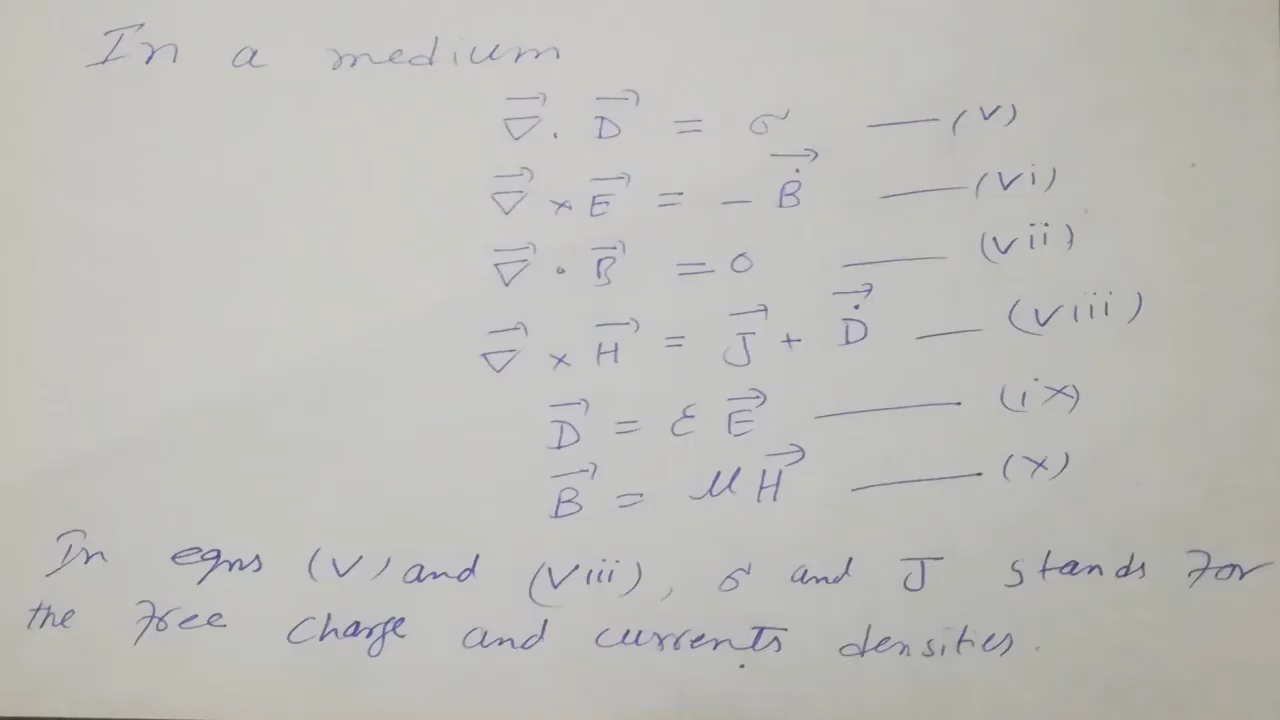 In a medium
∇⃗ . D⃗ = σ —(v)
∇⃗ × E⃗ = - Ḃ⃗ —(vi)
∇⃗ · B⃗ = 0 —(vii)
∇⃗ × H⃗ = J⃗ + Ḋ⃗ —(viii)
D⃗ = ε E⃗ —(ix)
B⃗ = μ H⃗ —(x)
In eqns (v) and (viii), σ and J stands for
the free charge and currents densities.